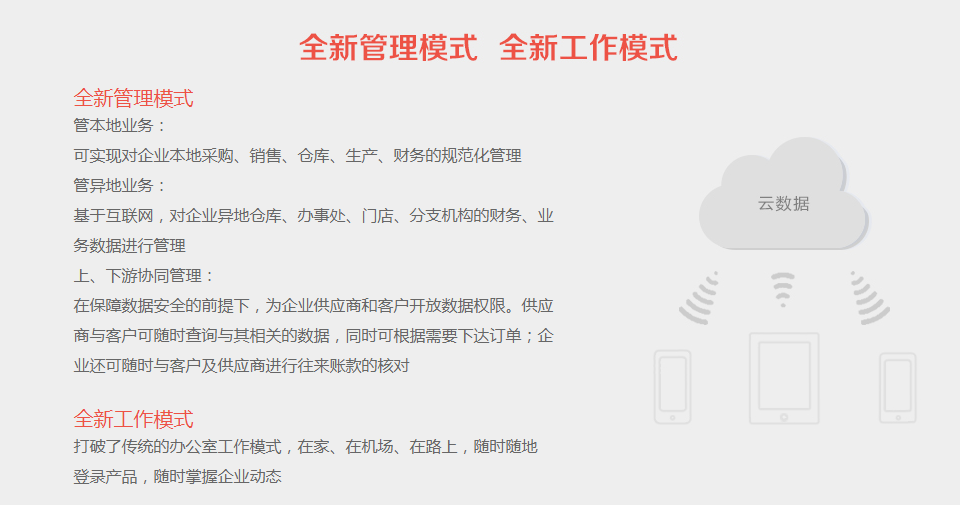 全新管理模式 全新工作模式
全新管理模式
管本地业务：
可实现对企业本地采购、销售、仓库、生产、财务的规范化管理
管异地业务：
基于互联网，对企业异地仓库、办事处、门店、分支机构的财务、业
务数据进行管理
上、下游协同管理：
在保障数据安全的前提下，为企业供应商和客户开放数据权限。供应
商与客户可随时查询与其相关的数据，同时可根据需要下达订单；企
业还可随时与客户及供应商进行往来账款的核对
全新工作模式
打破了传统的办公室工作模式，在家、在机场、在路上，随时随地
登录产品，随时掌握企业动态
云数据